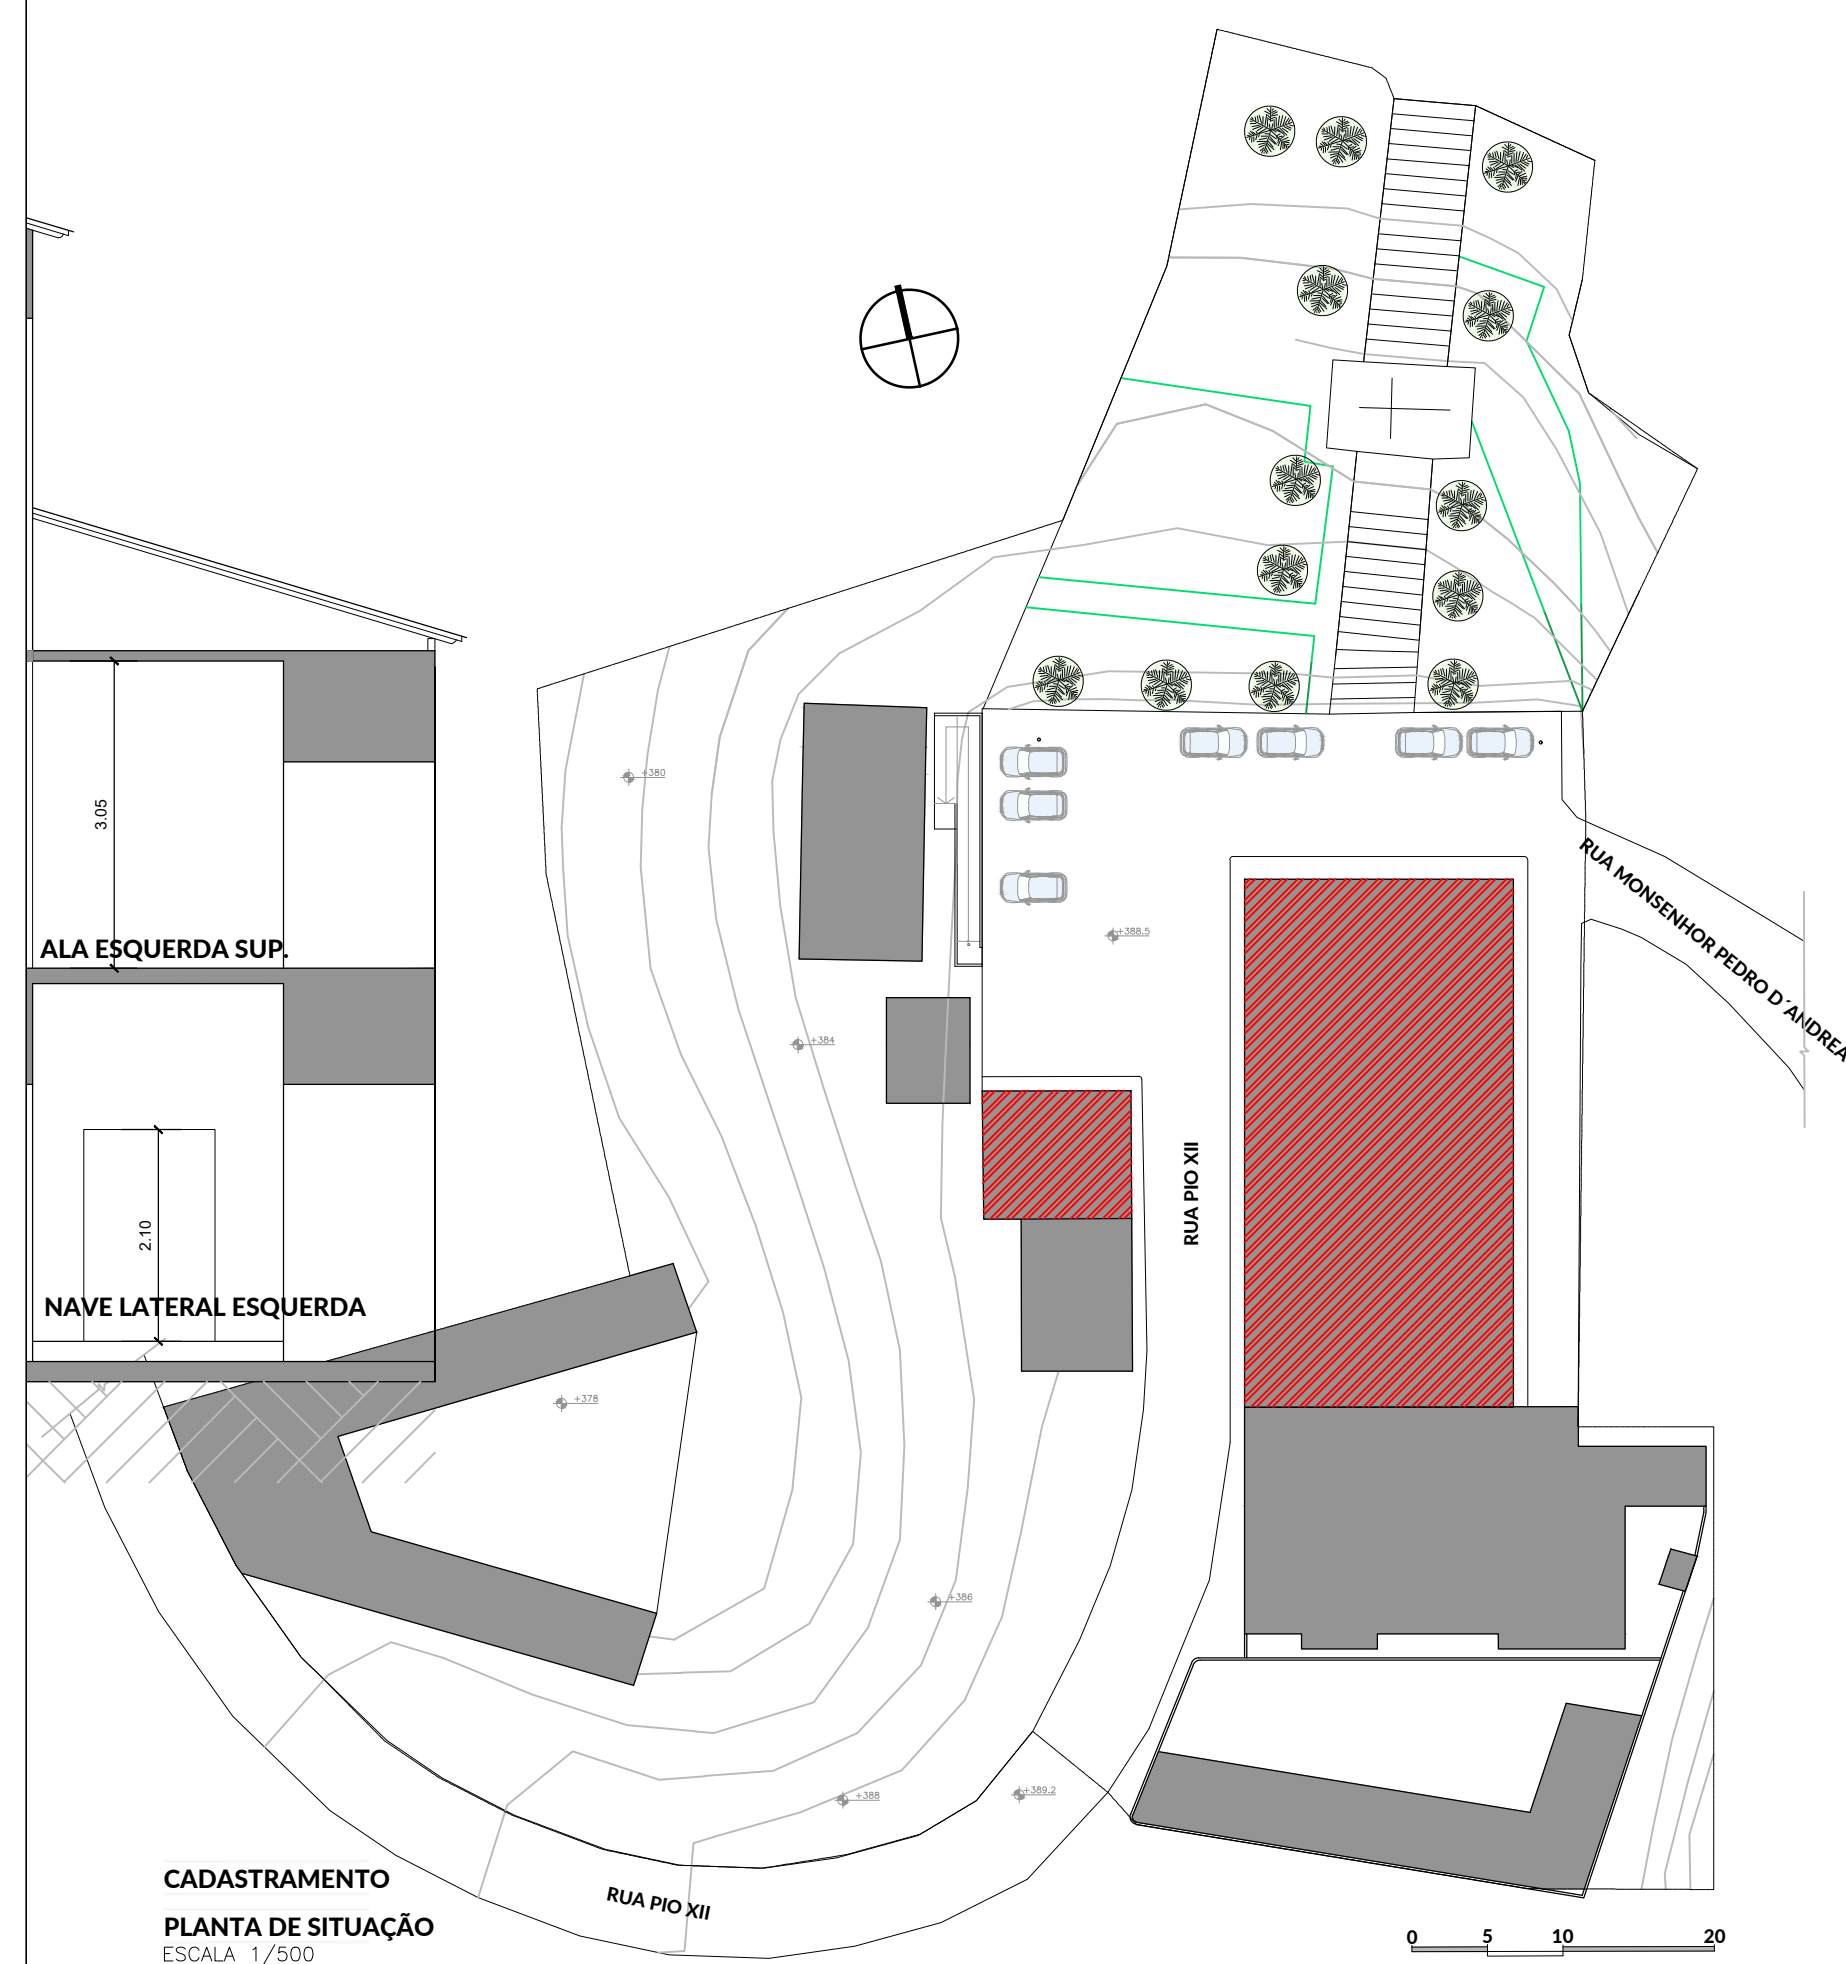 +380
3.05
RUA MONSENHOR PEDRO D´ANDREA
+388.5
ALA ESQUERDA SUP.
+384
RUA PIO XII
2.10
NAVE LATERAL ESQUERDA
+378
+386
+389.2
+388
CADASTRAMENTO
RUA PIO XII
PLANTA DE SITUAÇÃO
ESCALA 1/500
0 5 10 20